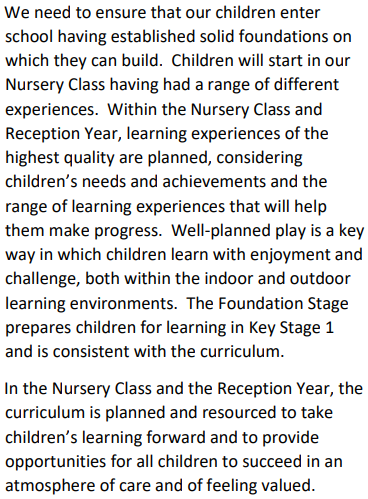 We need to ensure that our children enter
school having established solid foundations on
which they can build.  Children will start in our
Nursery Class having had a range of different
experiences.  Within the Nursery Class and
Reception Year, learning experiences of the
highest quality are planned, considering
children’s needs and achievements and the
range of learning experiences that will help
them make progress.  Well-planned play is a key
way in which children learn with enjoyment and
challenge, both within the indoor and outdoor
learning environments.  The Foundation Stage
prepares children for learning in Key Stage 1
and is consistent with the curriculum.
In the Nursery Class and the Reception Year, the
curriculum is planned and resourced to take
children’s learning forward and to provide
opportunities for all children to succeed in an
atmosphere of care and of feeling valued.